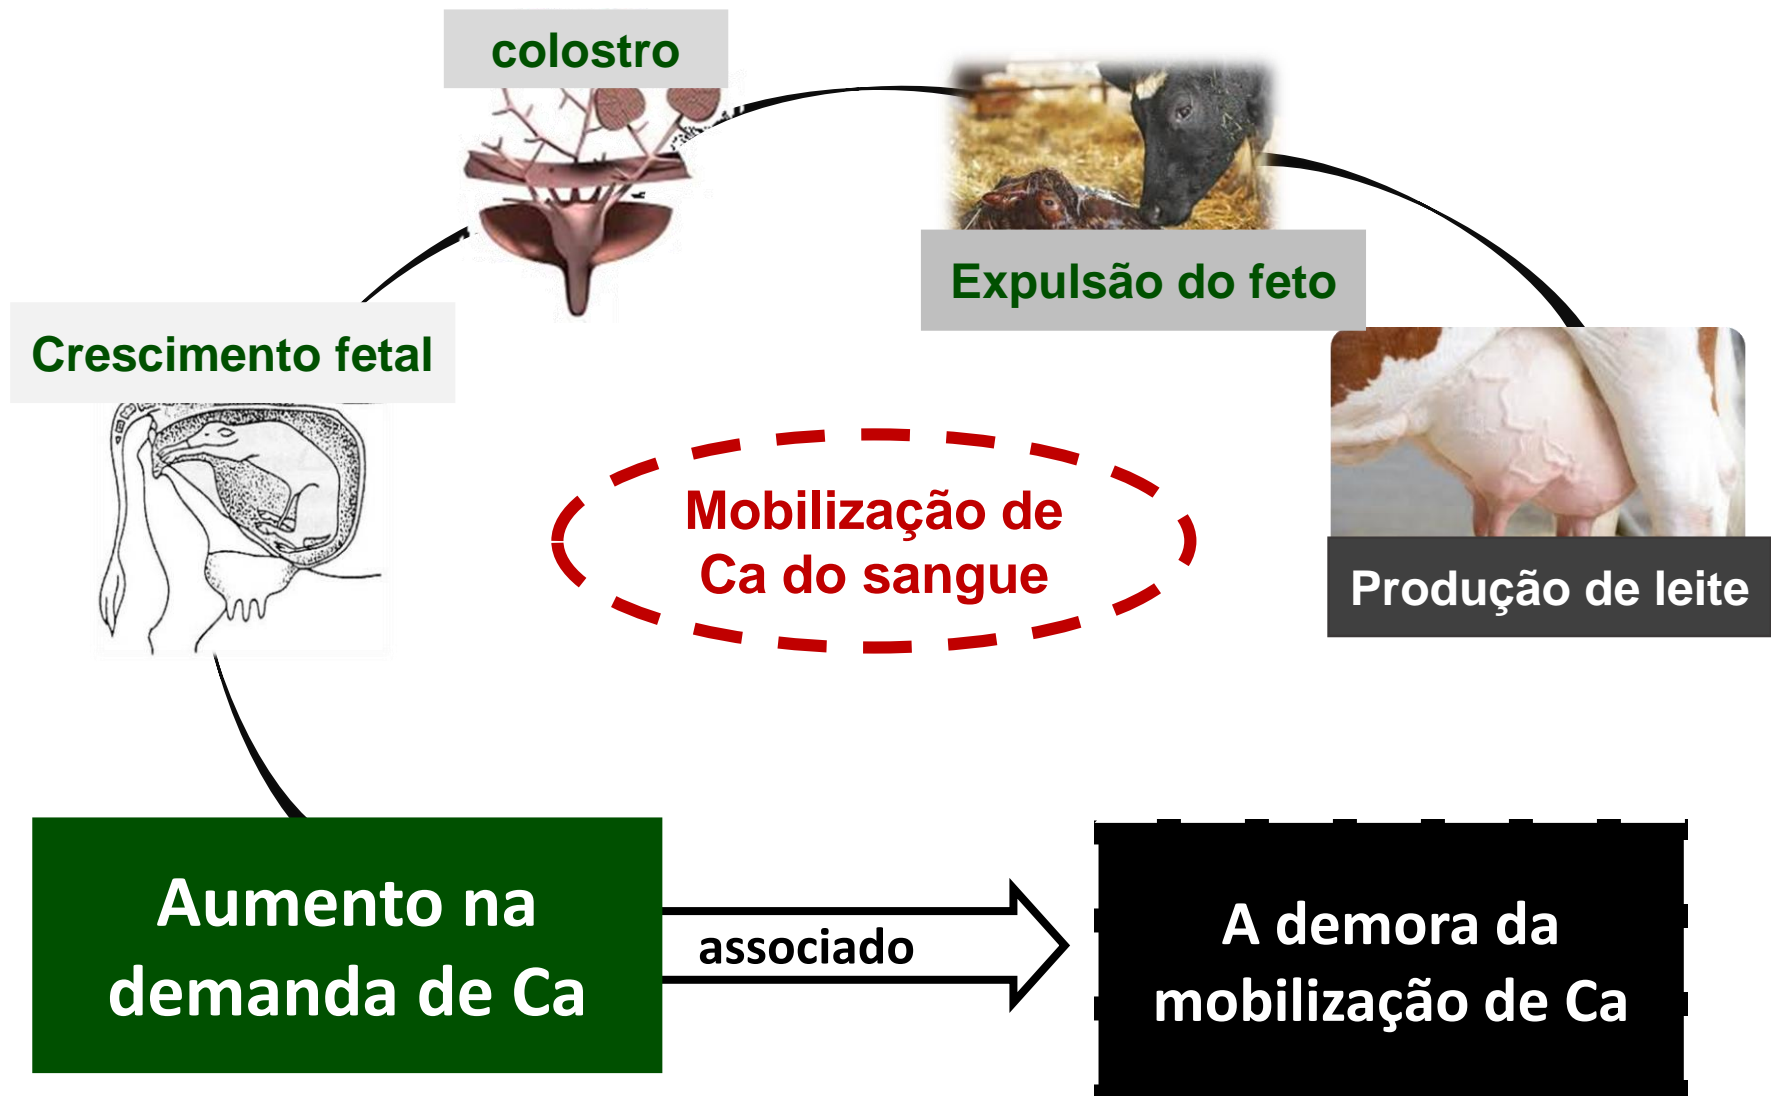 colostro
Expulsão do feto
Crescimento fetal
Mobilização de
Ca do sangue
Produção de leite
Aumento na
demanda de Ca
associado
A demora da
mobilização de Ca